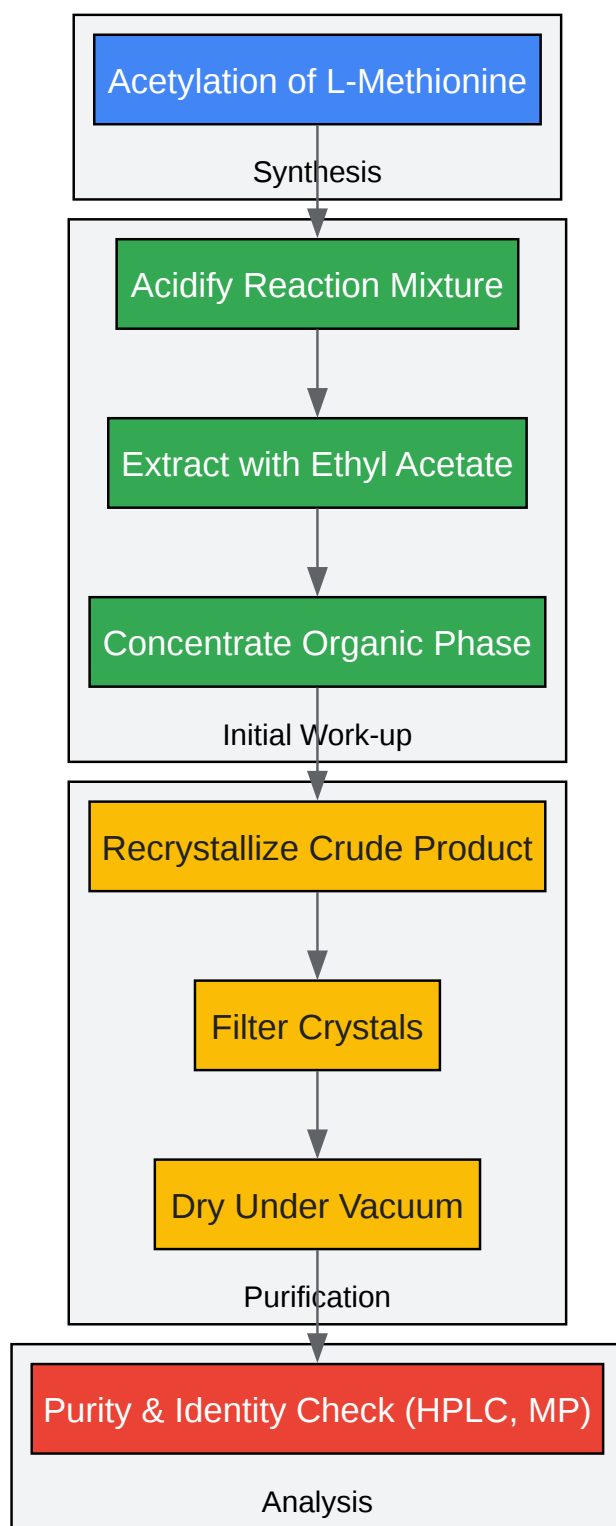 Acetylation of L-Methionine
Synthesis
Acidify Reaction Mixture
Extract with Ethyl Acetate
Concentrate Organic Phase
Initial Work-up
Recrystallize Crude Product
Filter Crystals
Dry Under Vacuum
Purification
Purity & Identity Check (HPLC, MP)
Analysis